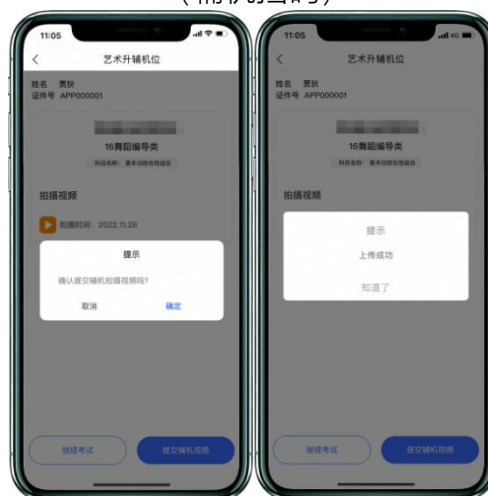 11:05
艺术升辅机位
姓名 贾狄
证件号 APP000001
16舞蹈编导类
科目名称： 基本功综合性组合
拍摄视频
拍摄时间：2022.11.26
提示
确认提交辅机拍摄视频吗?
取消 确定
继续考试 提交辅机视频
11:05
4G
艺术升辅机位
姓名 贾狄
证件号 APP000001
16舞蹈编导类
科目名称： 基本功综合性组合
拍摄视频
提示
上传成功
知道了
继续考试 提交辅机视频